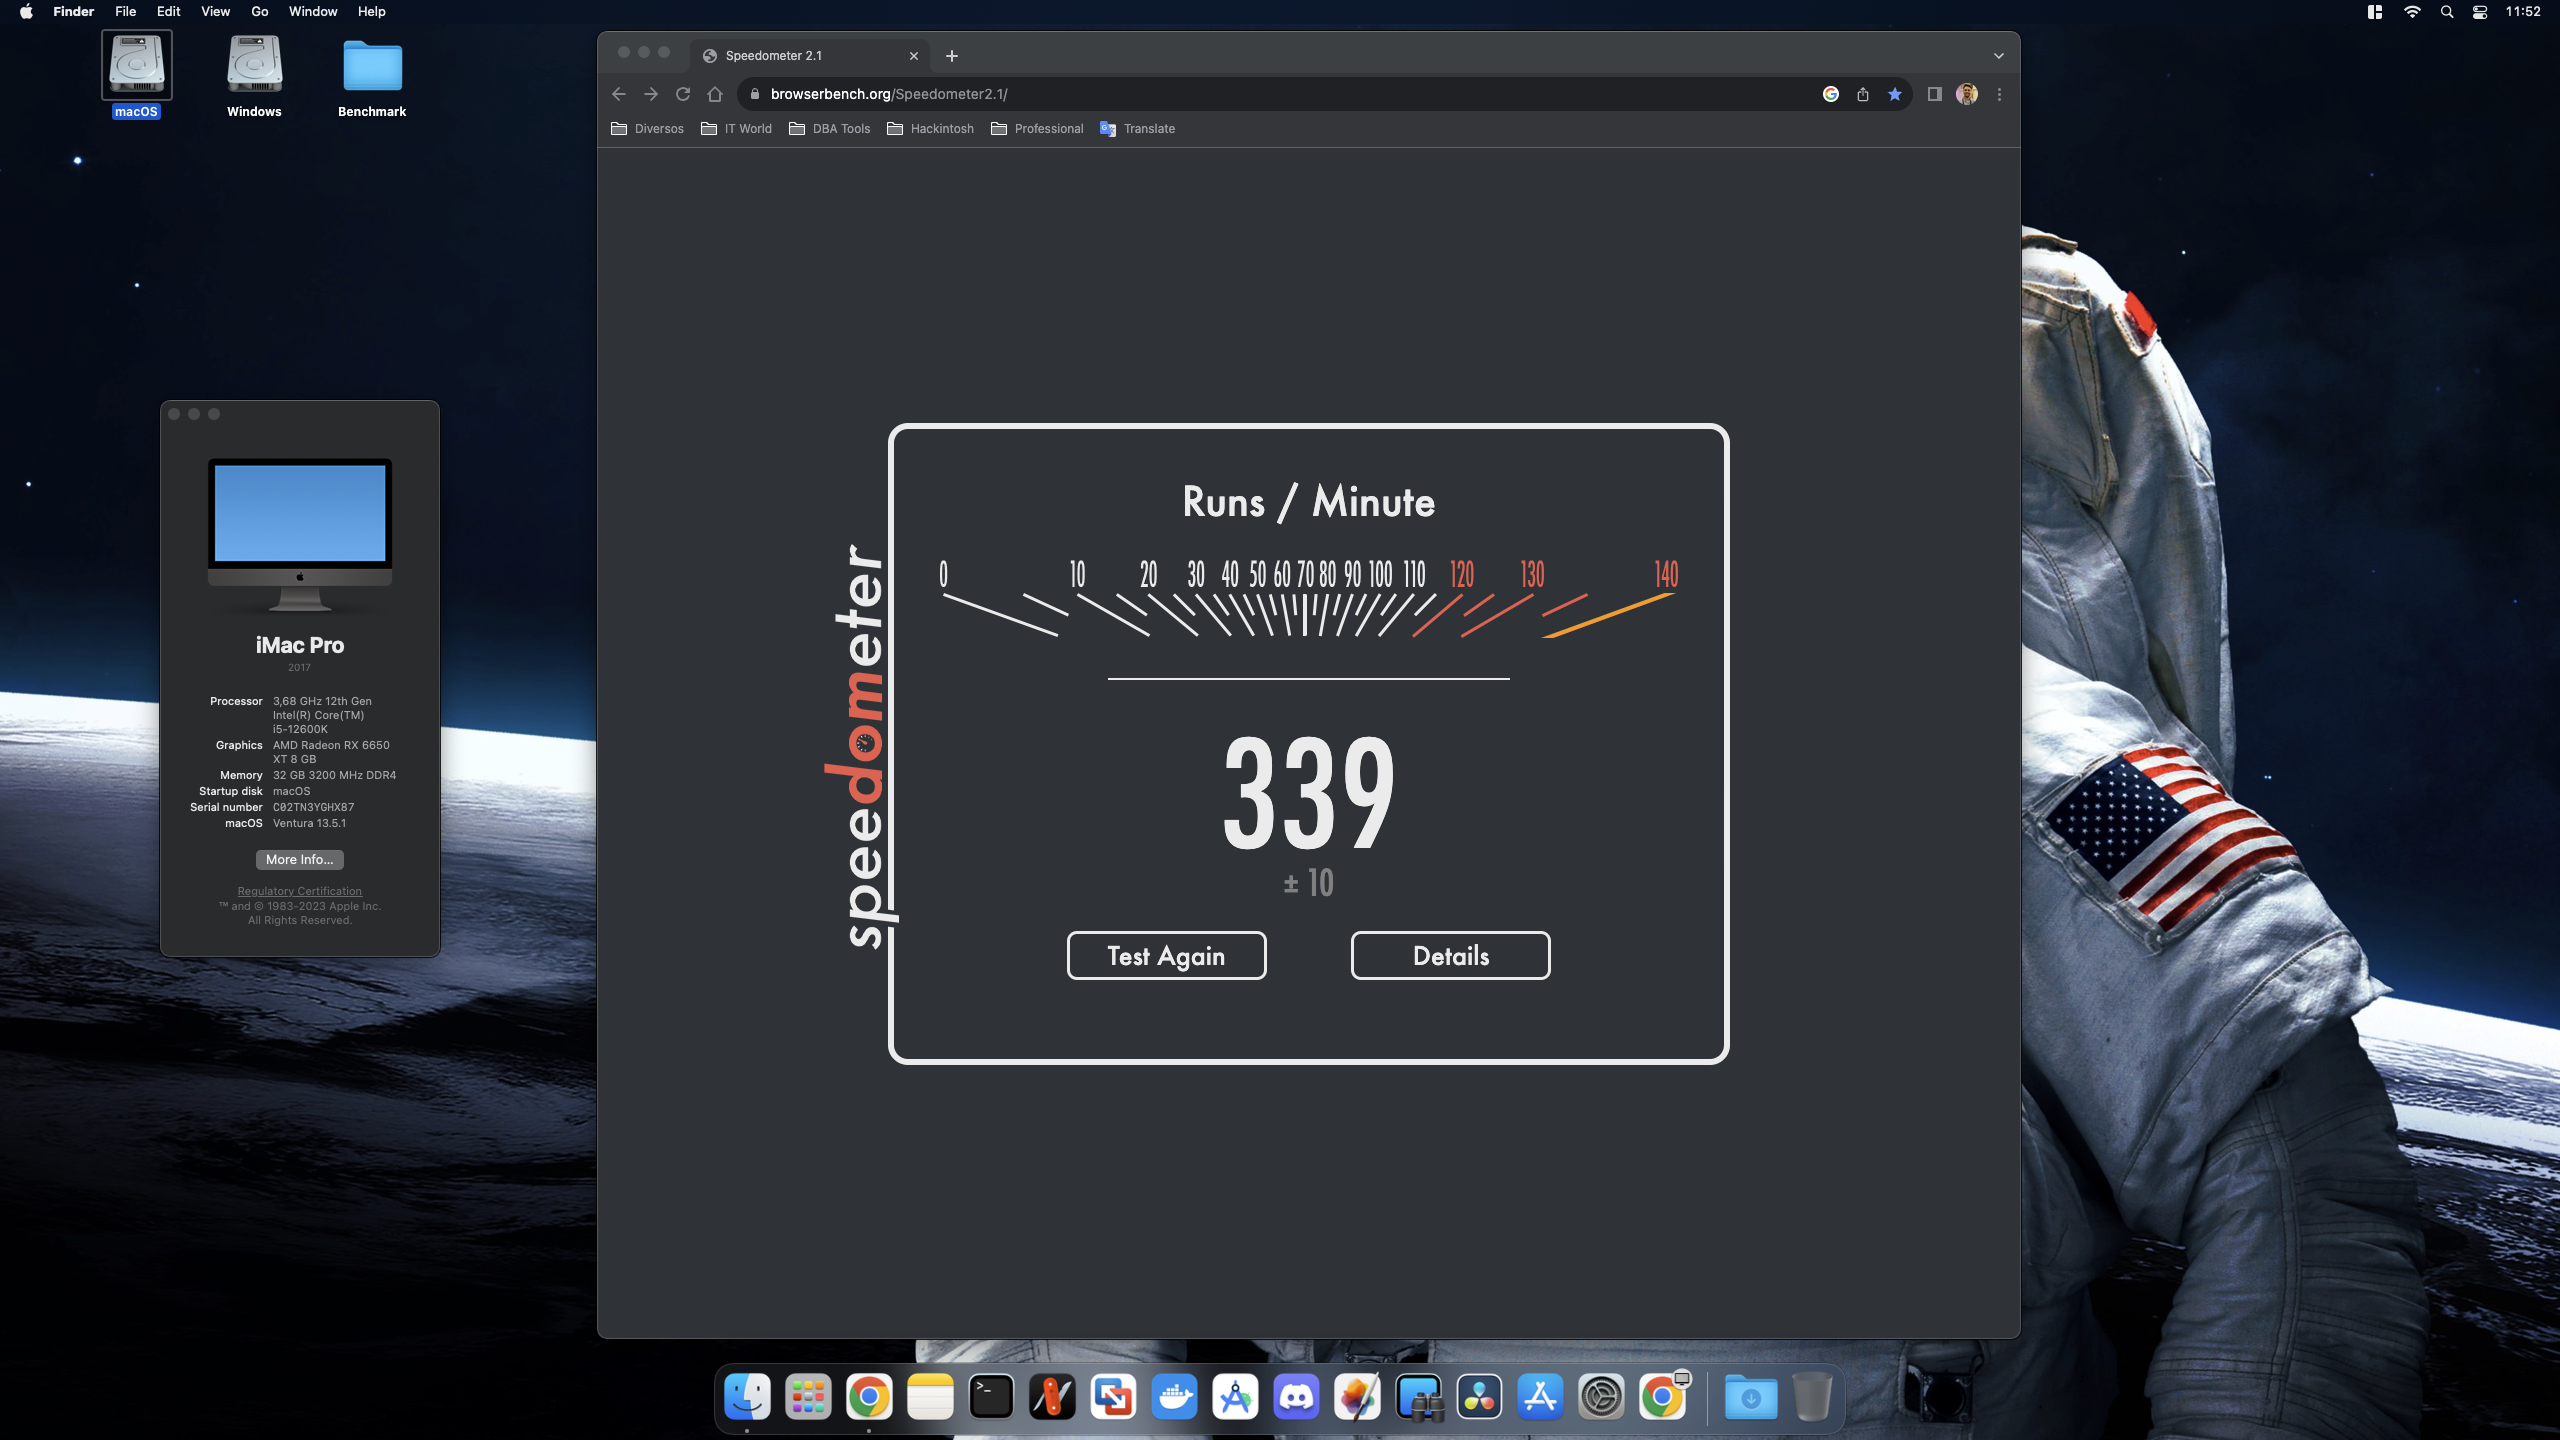 Finder File Edit View Go Window Help
11:52
macOS
Windows
Benchmark
Speedometer 2.1
browserbench.org/Speedometer2.1/
Diversos
IT World
DBA Tools
Hackintosh
Professional
Translate
iMac Pro
2017
Processor 3,68 GHz 12th Gen
Intel(R) Core(TM)
i5-12600K
Graphics AMD Radeon RX 6650
XT 8 GB
Memory 32 GB 3200 MHz DDR4
Startup disk macOS
Serial number C02TN3YGHX87
macOS Ventura 13.5.1
More Info...
Regulatory Certification
™ and © 1983-2023 Apple Inc.
All Rights Reserved.
speedometer
Runs / Minute
0 10 20 30 40 50 60 70 80 90 100 110 120 130 140
339
± 10
Test Again
Details